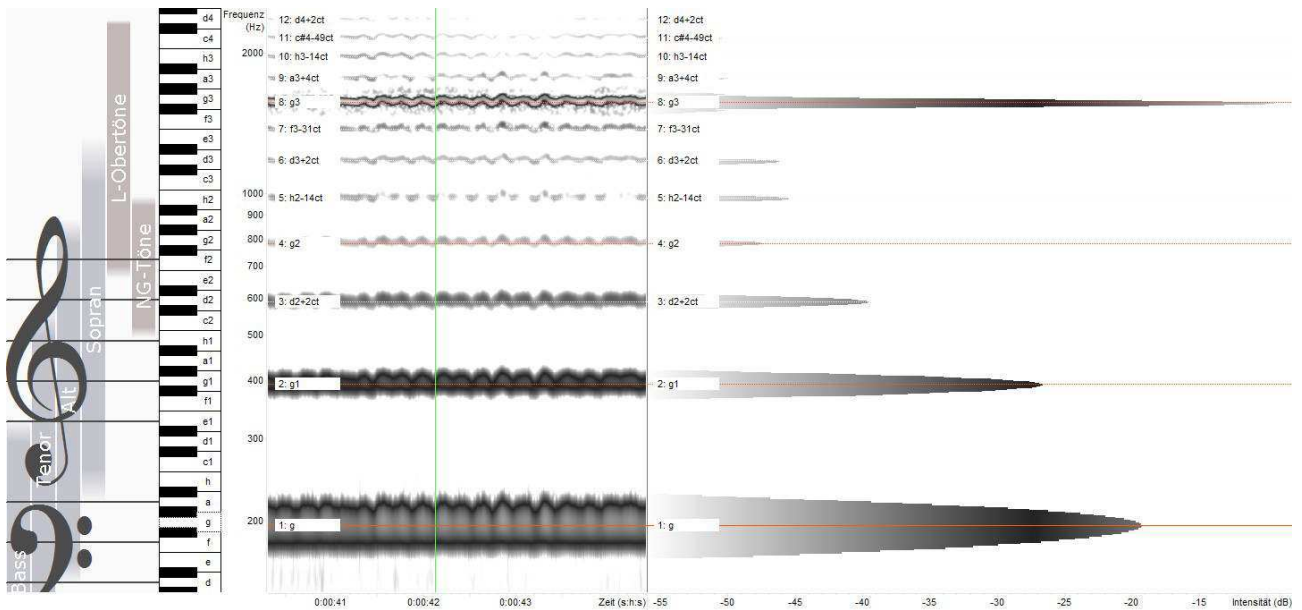 d4
c4
h3
a3
g3
f3
e3
d3
c3
h2
a2
g2
f2
e2
d2
c2
h1
a1
g1
f1
e1
d1
c1
h
a
g
f
e
d
Bass
Tenor
Alt
Sopran
L-Obertöne
NG-Töne
Frequenz
(Hz)
2000
1000
900
800
700
600
500
400
300
200
12: d4+2ct
11: c#4-49ct
10: h3-14ct
9: a3+4ct
8: g3
7: f3-31ct
6: d3+2ct
5: h2-14ct
4: g2
3: d2+2ct
2: g1
1: g
0:00:41
0:00:42
0:00:43
Zeit (s:h:s)
12: d4+2ct
11: c#4-49ct
10: h3-14ct
9: a3+4ct
8: g3
7: f3-31ct
6: d3+2ct
5: h2-14ct
4: g2
3: d2+2ct
2: g1
1: g
-55
-50
-45
-40
-35
-30
-25
-20
-15
Intensität (dB)